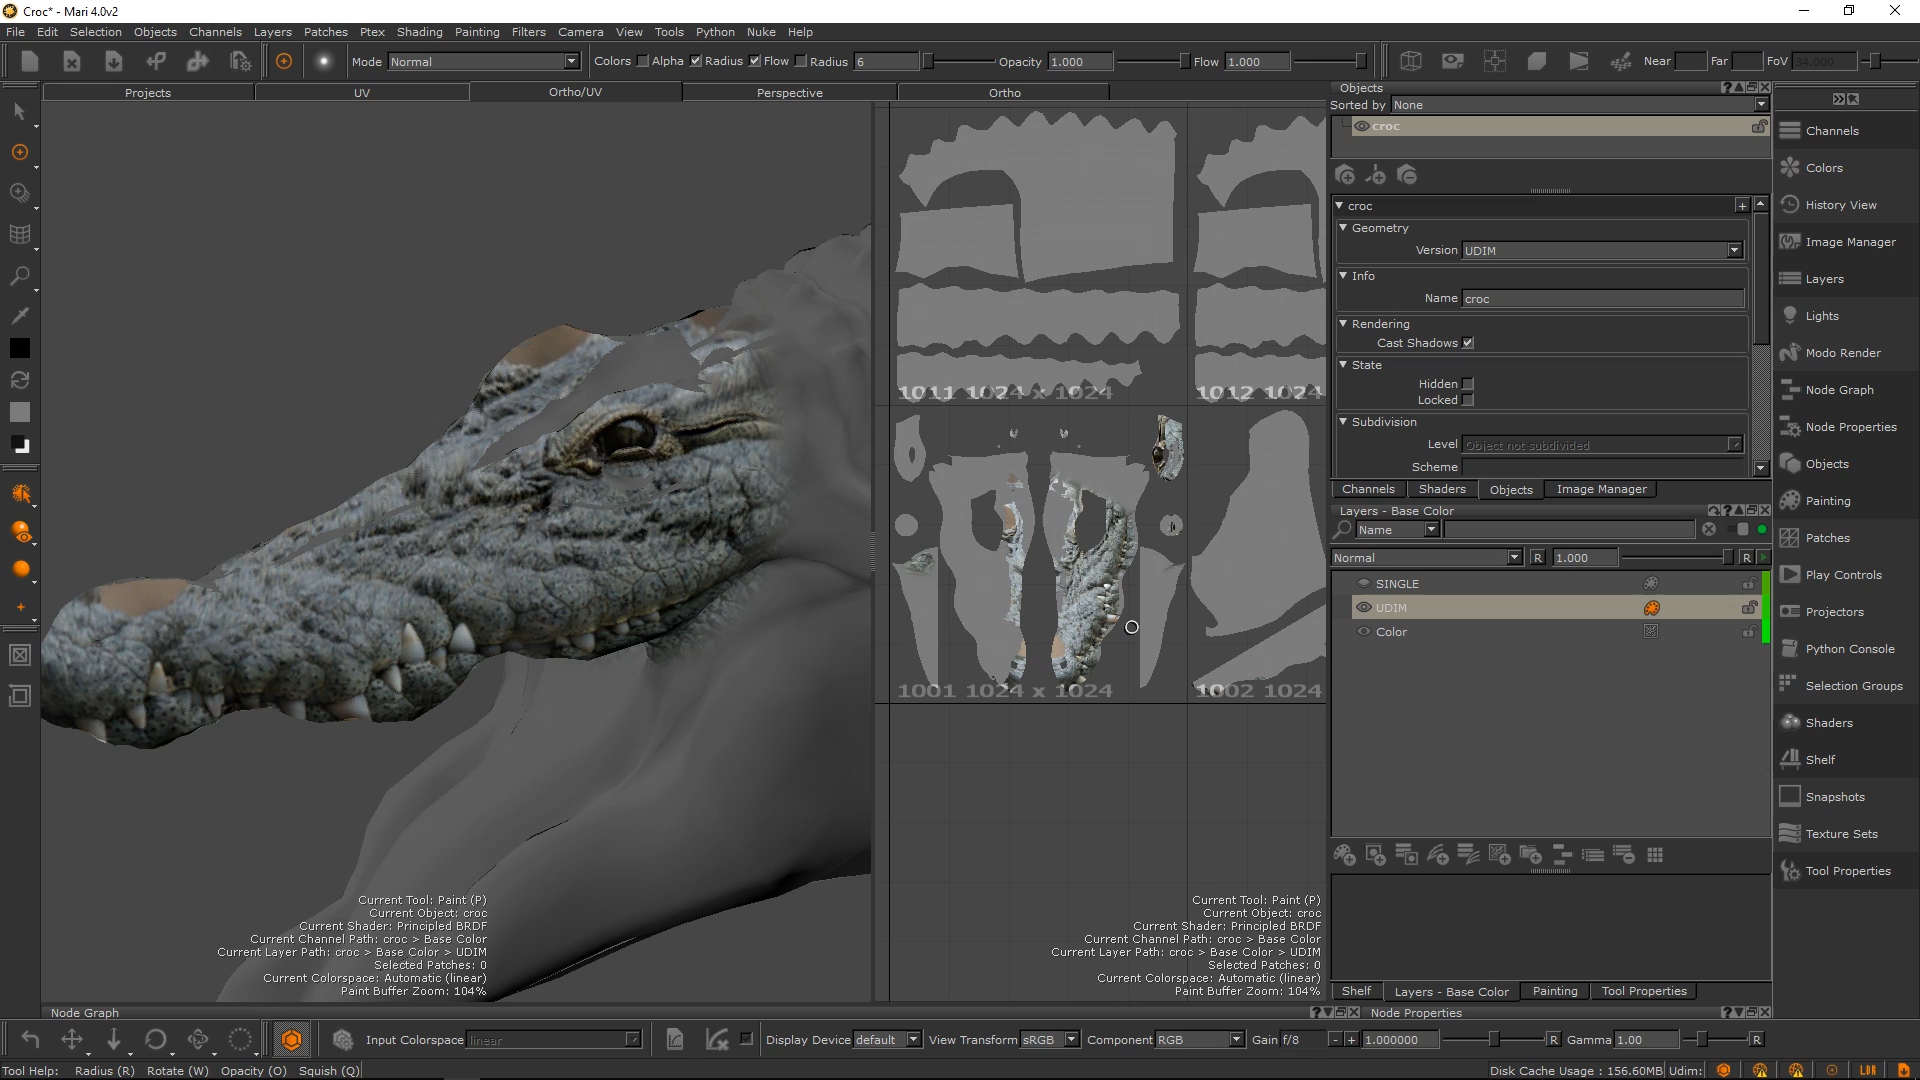 Croc* - Mari 4.0v2
File Edit Selection Objects Channels Layers Patches Ptex Shading Painting Filters Camera View Tools Python Nuke Help
Mode Normal Colors Alpha Radius Flow Radius 6 Opacity 1.000 Flow 1.000 Near Far FoV 34.000
Projects UV Ortho/UV Perspective Ortho
Objects
Sorted by None
croc
croc
Geometry
Version UDIM
Info
Name croc
Rendering
Cast Shadows
State
Hidden
Locked
Subdivision
Level Object not subdivided
Scheme
Channels Shaders Objects Image Manager
Layers - Base Color
Name
Normal R 1.000 R
SINGLE
UDIM
Color
Shelf Layers - Base Color Painting Tool Properties
Channels
Colors
History View
Image Manager
Layers
Lights
Modo Render
Node Graph
Node Properties
Objects
Painting
Patches
Play Controls
Projectors
Python Console
Selection Groups
Shaders
Shelf
Snapshots
Texture Sets
Tool Properties
1011 1024 x 1024
1012 1024
1001 1024 x 1024
1002 1024
Current Tool: Paint (P)
Current Object: croc
Current Shader: Principled BRDF
Current Channel Path: croc > Base Color
Current Layer Path: croc > Base Color > UDIM
Selected Patches: 0
Current Colorspace: Automatic (linear)
Paint Buffer Zoom: 104%
Current Tool: Paint (P)
Current Object: croc
Current Shader: Principled BRDF
Current Channel Path: croc > Base Color
Current Layer Path: croc > Base Color > UDIM
Selected Patches: 0
Current Colorspace: Automatic (linear)
Paint Buffer Zoom: 104%
Node Graph
Node Properties
Input Colorspace linear Display Device default View Transform sRGB Component RGB Gain f/8 - + 1.000000 R Gamma 1.00 R
Tool Help: Radius (R) Rotate (W) Opacity (O) Squish (Q) Disk Cache Usage : 156.60MB Udim: LDR